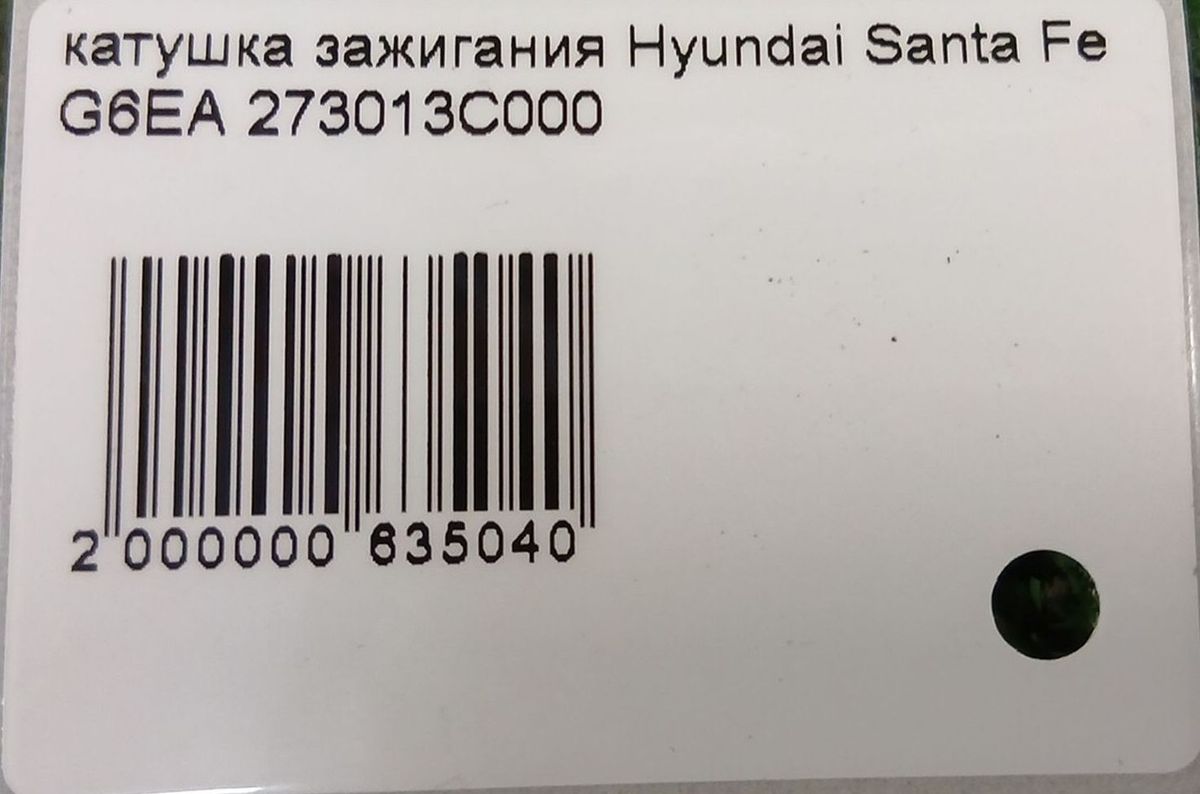 катушка зажигания Hyundai Santa Fe
G6EA 273013C000
2 000000 635040